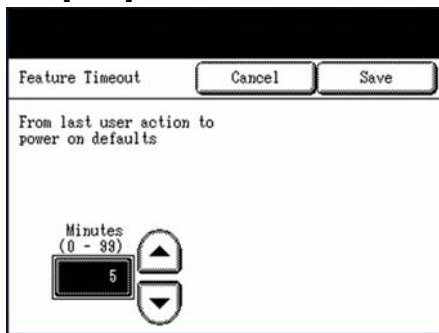 Feature Timeout
Cancel
Save
From last user action to
power on defaults
Minutes
(0 - 99)
5